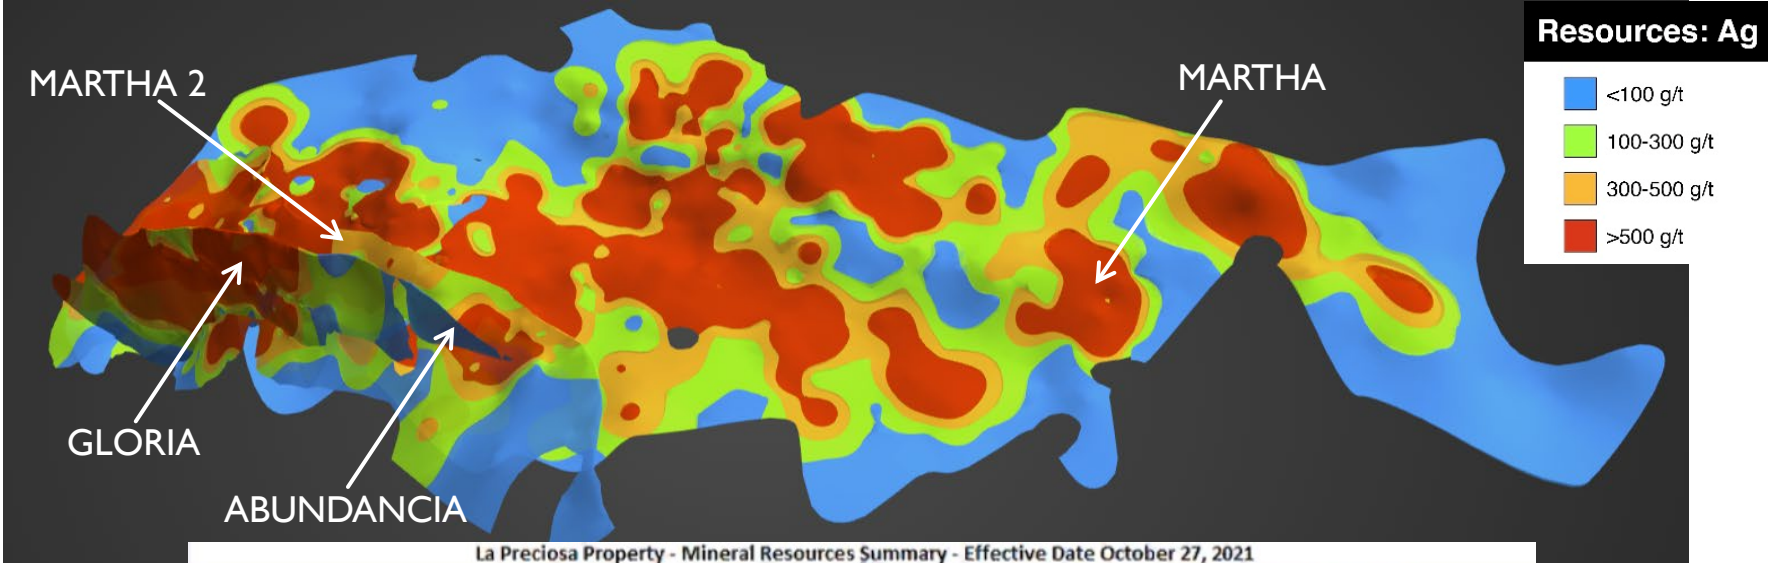 MARTHA 2
MARTHA
GLORIA
ABUNDANCIA
Resources: Ag
<100 g/t
100-300 g/t
300-500 g/t
>500 g/t
La Preciosa Property - Mineral Resources Summary - Effective Date October 27, 2021